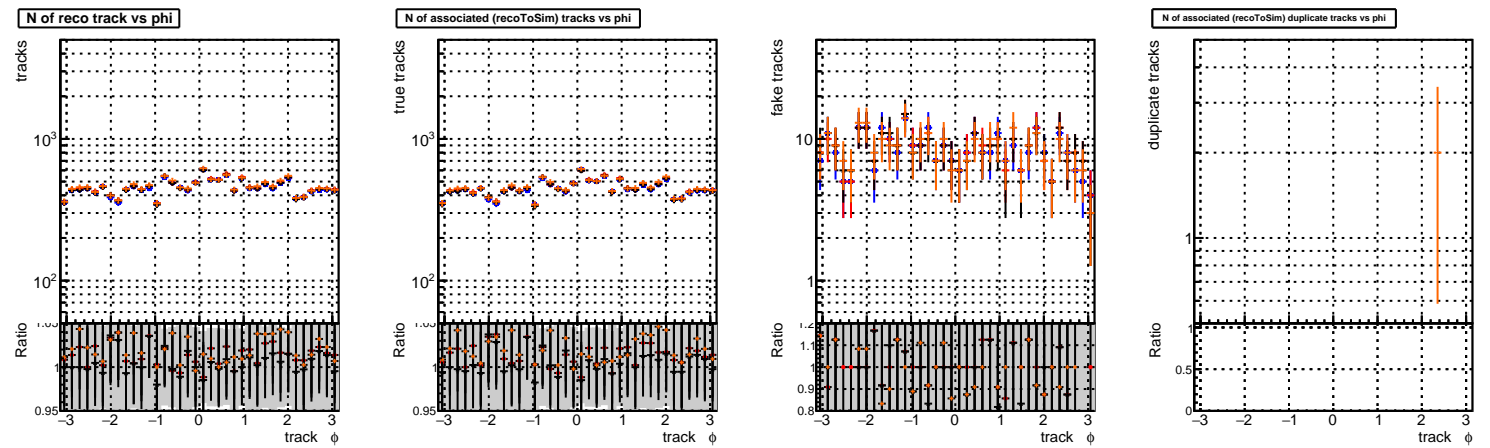 N of reco track vs phi
tracks
10³
10²
Ratio
1.05
1
0.95
−3 −2 −1 0 1 2 3
track φ
N of associated (recoToSim) tracks vs phi
true tracks
10³
10²
Ratio
1.05
1
0.95
−3 −2 −1 0 1 2 3
track φ
fake tracks
10
1
Ratio
1.2
1.1
1
0.9
0.8
−3 −2 −1 0 1 2 3
track φ
N of associated (recoToSim) duplicate tracks vs phi
duplicate tracks
1
Ratio
1
0.5
0
−3 −2 −1 0 1 2 3
track φ